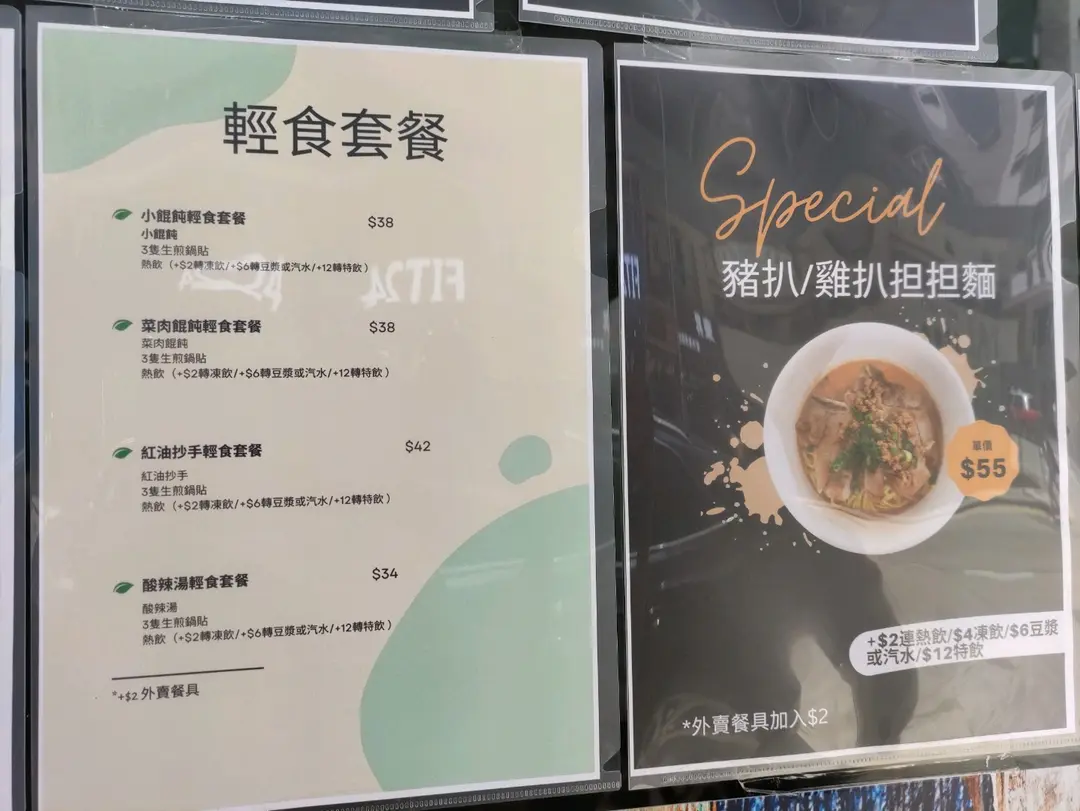 輕食套餐
小餛飩輕食套餐 $38
小餛飩
3隻生煎鍋貼
熱飲（+$2轉凍飲/+$6轉豆漿或汽水/+12轉特飲）
菜肉餛飩輕食套餐 $38
菜肉餛飩
3隻生煎鍋貼
熱飲（+$2轉凍飲/+$6轉豆漿或汽水/+12轉特飲）
紅油抄手輕食套餐 $42
紅油抄手
3隻生煎鍋貼
熱飲（+$2轉凍飲/+$6轉豆漿或汽水/+12轉特飲）
酸辣湯輕食套餐 $34
酸辣湯
3隻生煎鍋貼
熱飲（+$2轉凍飲/+$6轉豆漿或汽水/+12轉特飲）
*+$2 外賣餐具
Special
豬扒/雞扒担担麵
單價
$55
+$2連熱飲/$4凍飲/$6豆漿
或汽水/$12特飲
*外賣餐具加入$2
FIT24